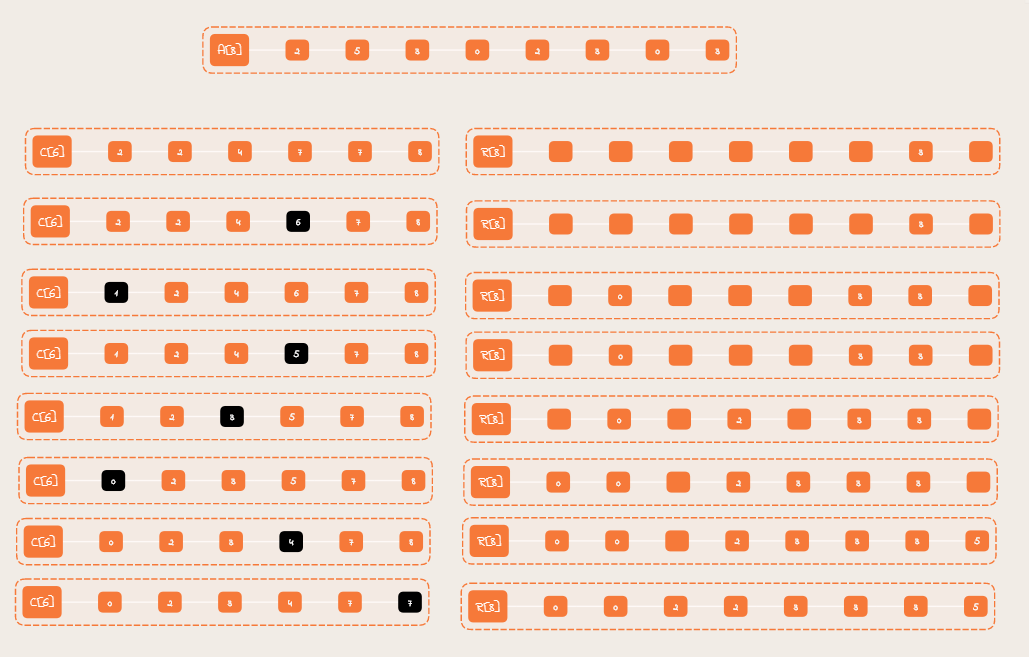 A[8] 2 5 3 0 2 3 0 3
C[6] 2 2 4 7 7 8
R[8] 3
C[6] 2 2 4 6 7 8
R[8] 3
C[6] 1 2 4 6 7 8
R[8] 0 3 3
C[6] 1 2 4 5 7 8
R[8] 0 3 3
C[6] 1 2 3 5 7 8
R[8] 0 2 3 3
C[6] 0 2 3 5 7 8
R[8] 0 0 2 3 3 3
C[6] 0 2 3 4 7 8
R[8] 0 0 2 3 3 3 5
C[6] 0 2 3 4 7 7
R[8] 0 0 2 2 3 3 3 5